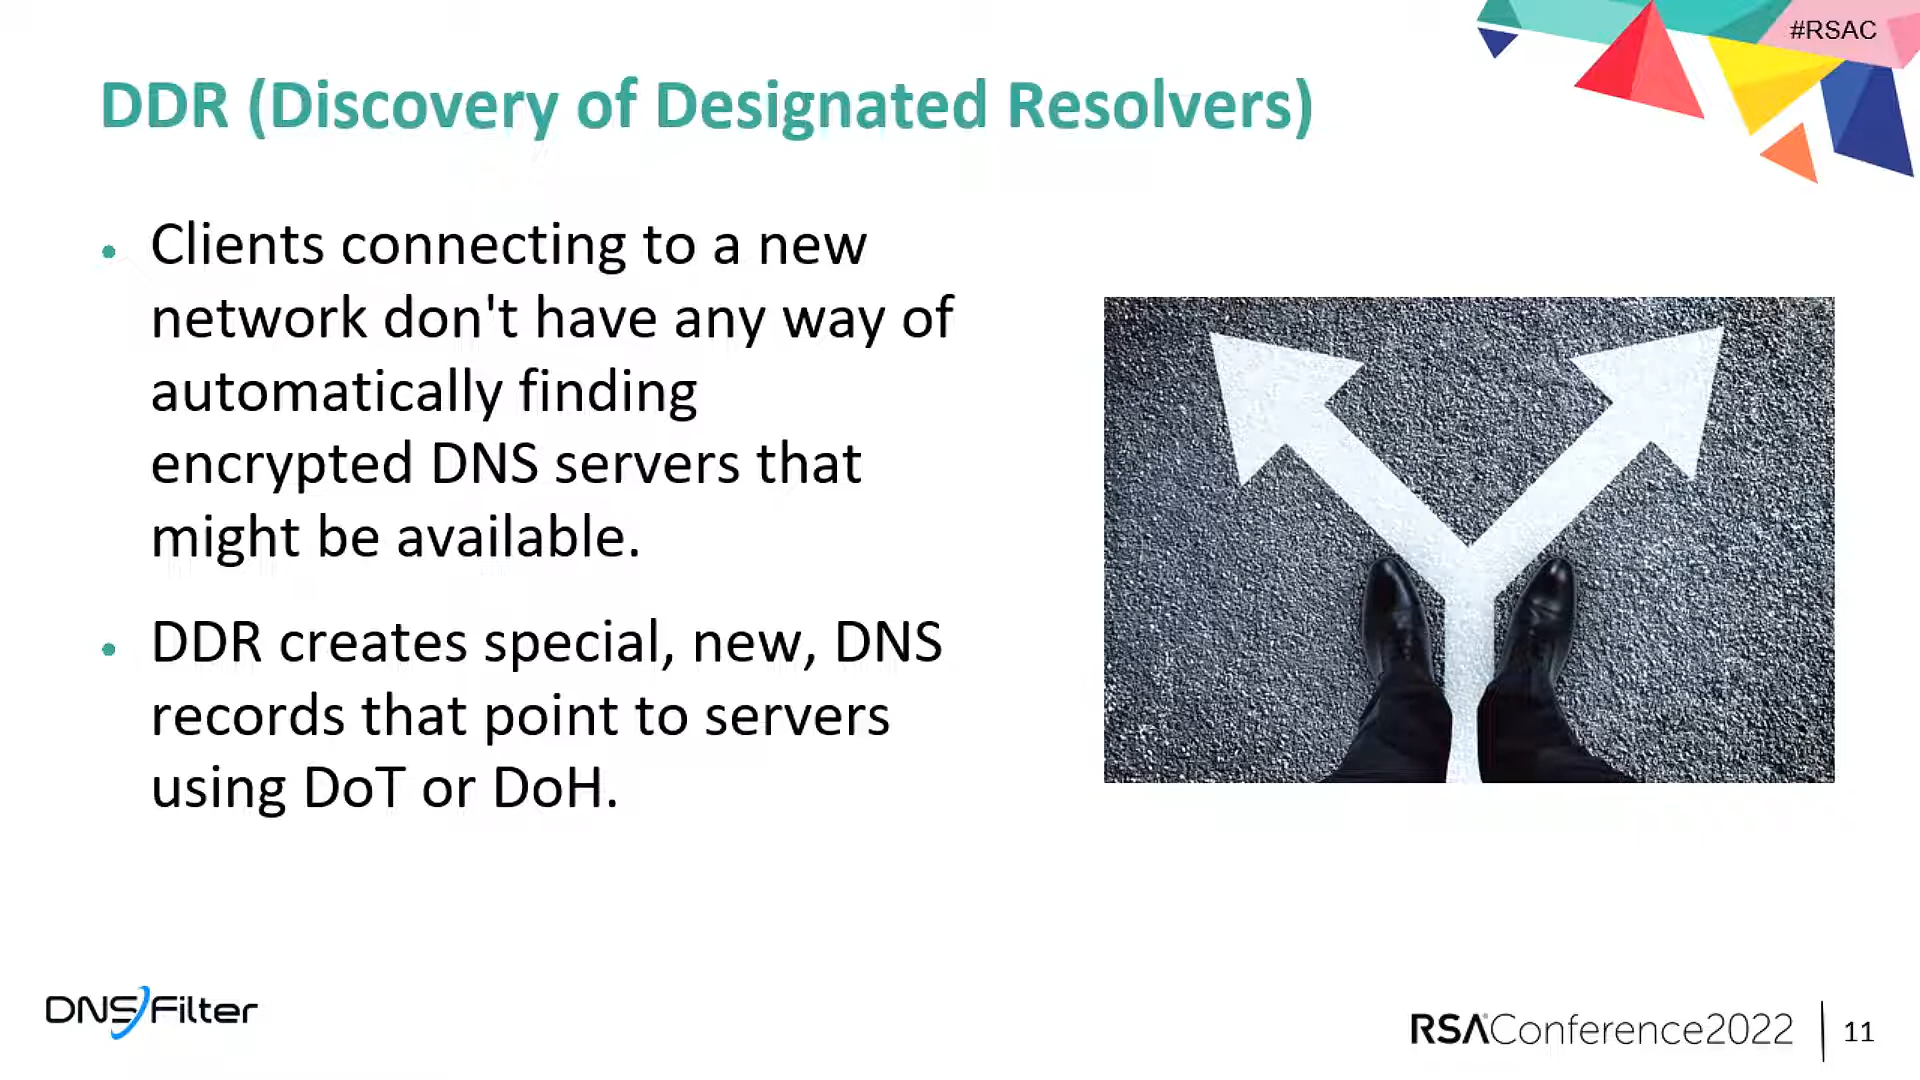 #RSAC
DDR (Discovery of Designated Resolvers)
• Clients connecting to a new
network don't have any way of
automatically finding
encrypted DNS servers that
might be available.
• DDR creates special, new, DNS
records that point to servers
using DoT or DoH.
DNSFilter
RSAConference2022
11